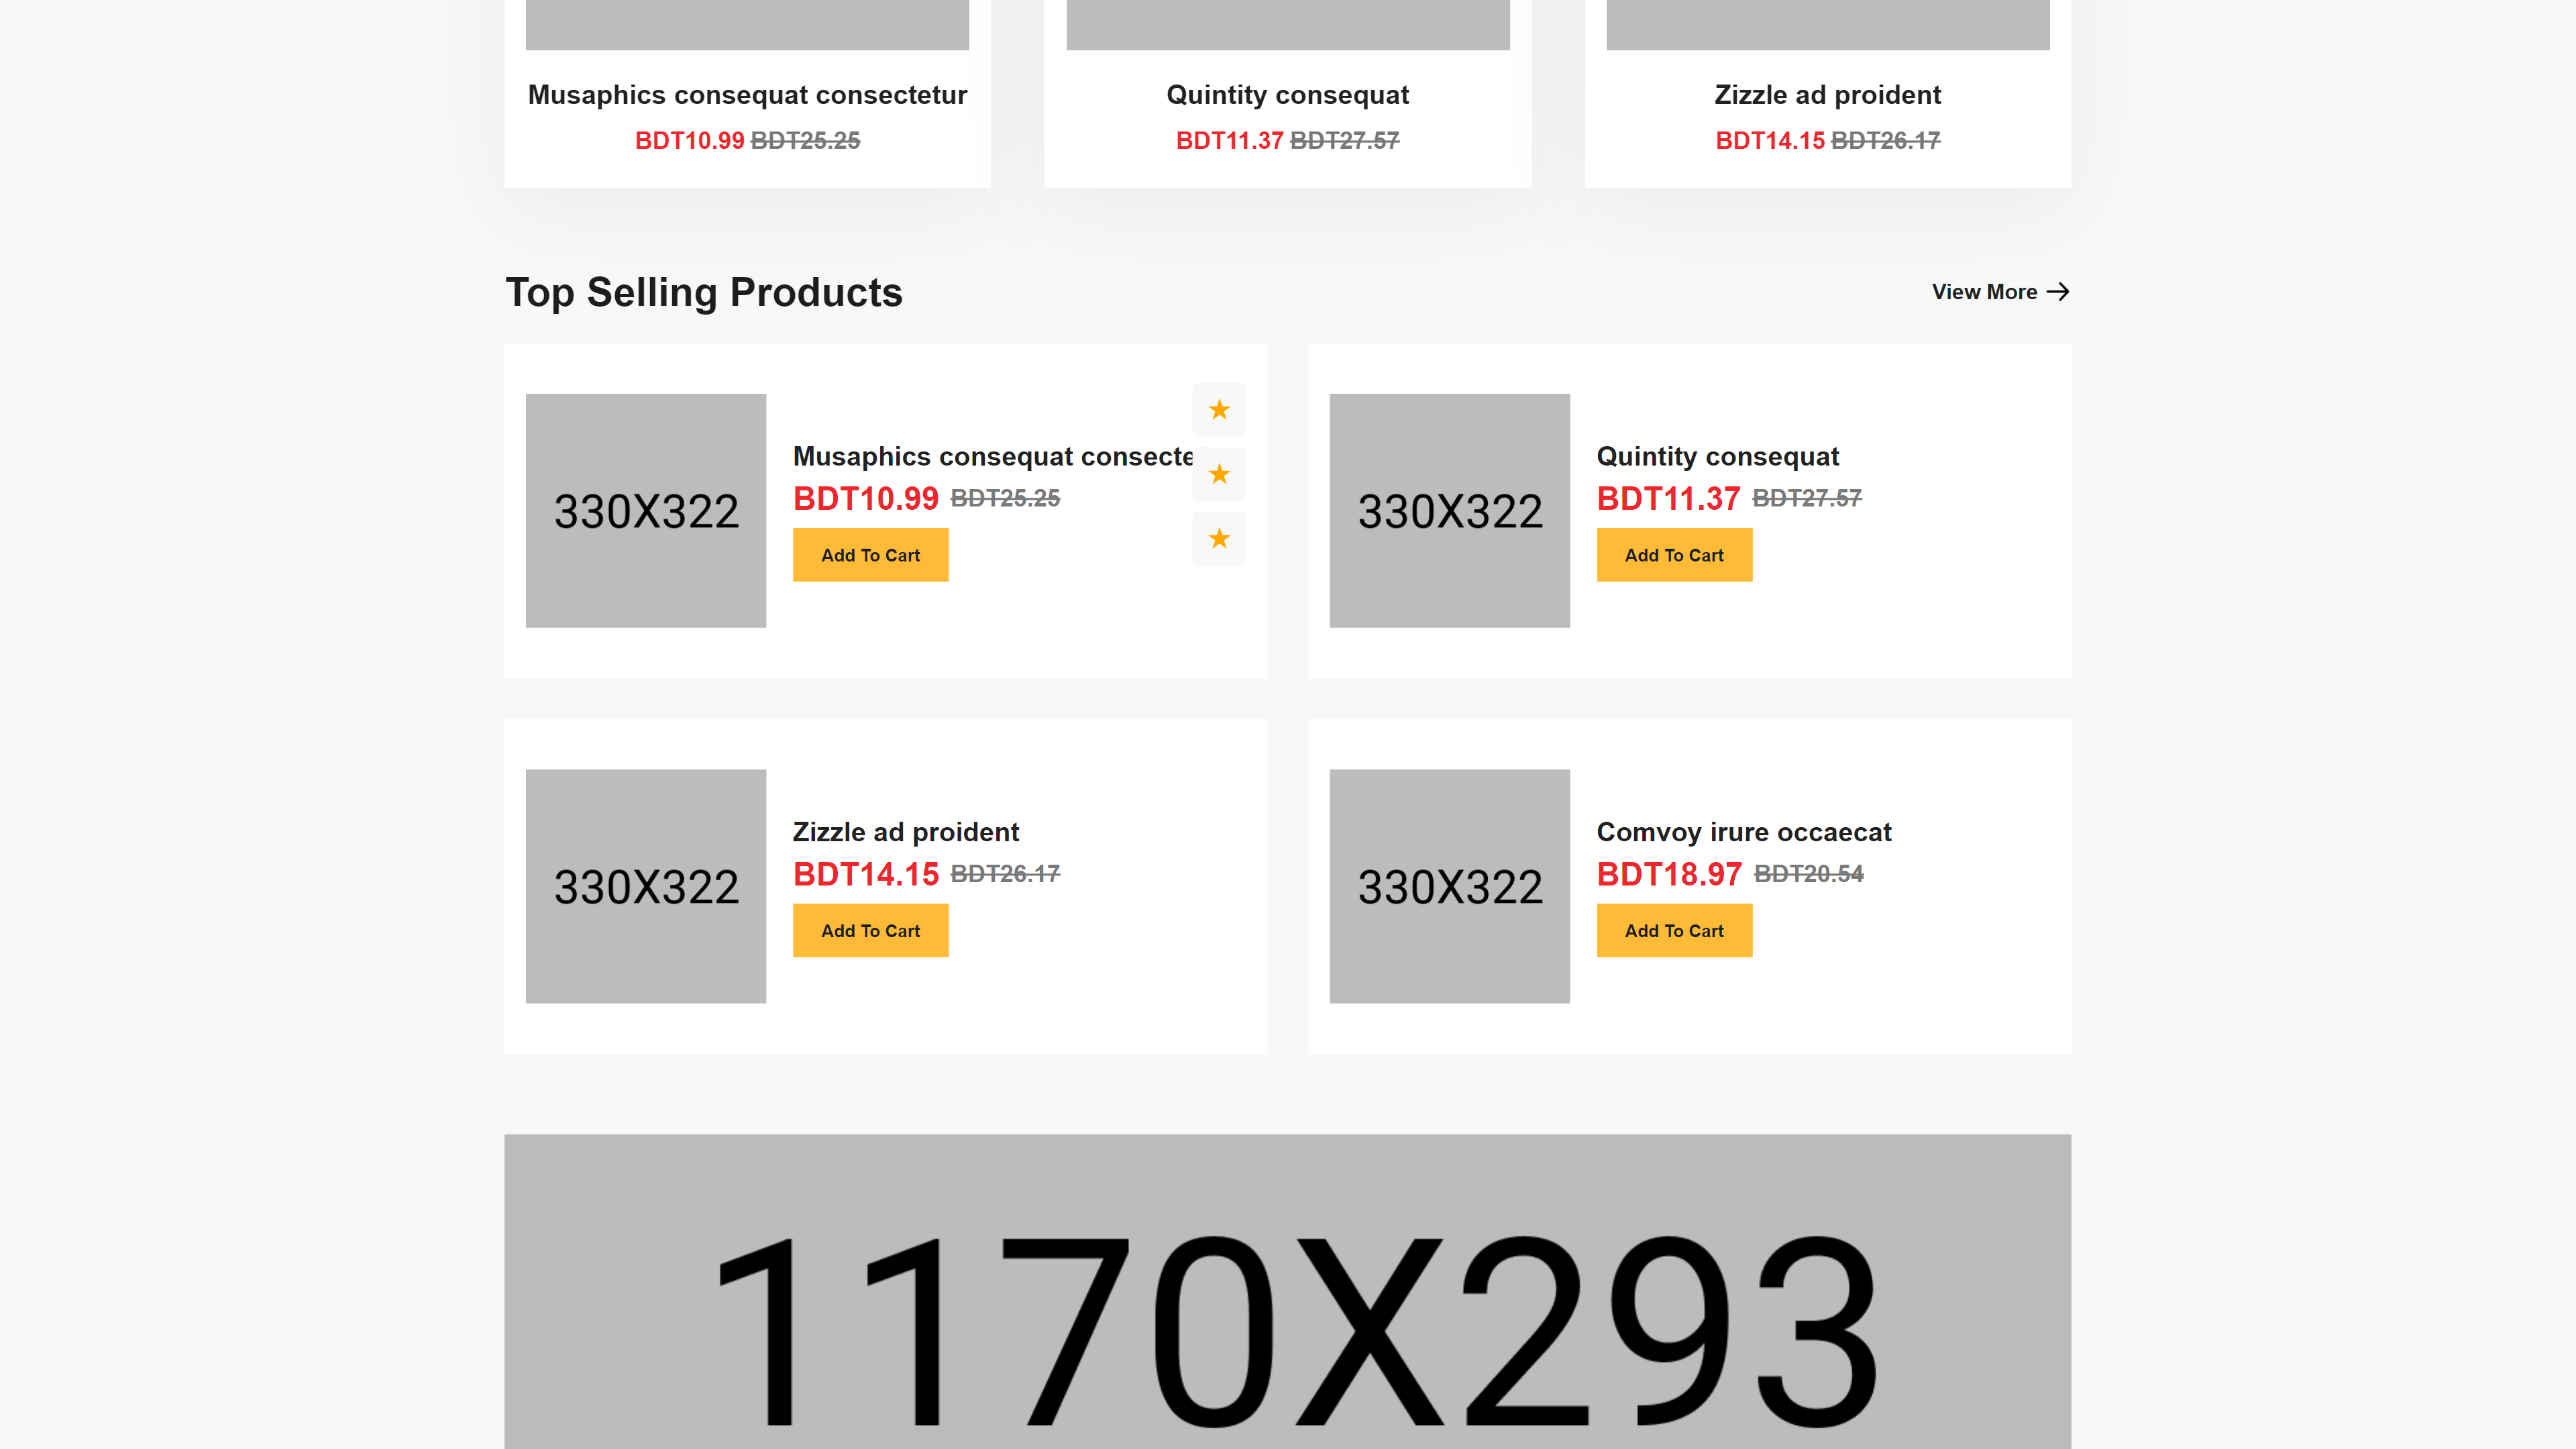 Musaphics consequat consectetur
BDT10.99 BDT25.25
Quintity consequat
BDT11.37 BDT27.57
Zizzle ad proident
BDT14.15 BDT26.17
Top Selling Products
View More
330X322
Musaphics consequat consecte
BDT10.99 BDT25.25
Add To Cart
330X322
Quintity consequat
BDT11.37 BDT27.57
Add To Cart
330X322
Zizzle ad proident
BDT14.15 BDT26.17
Add To Cart
330X322
Comvoy irure occaecat
BDT18.97 BDT20.54
Add To Cart
1170X293